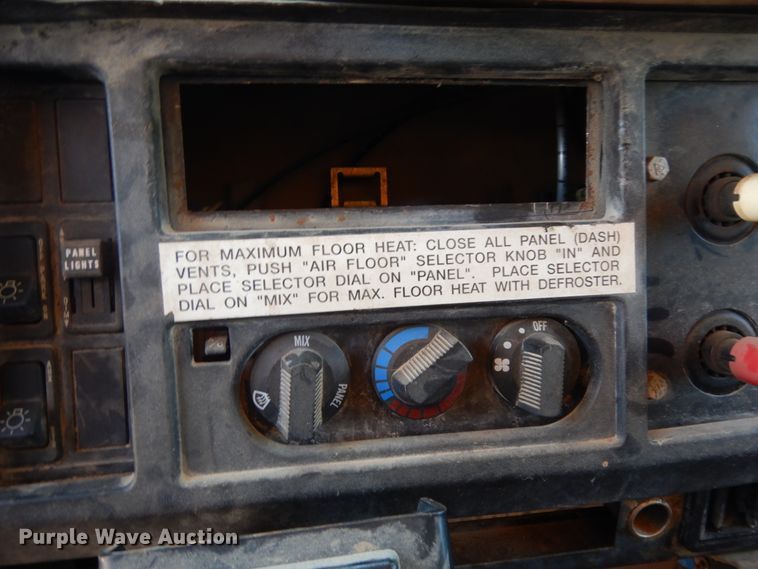 FOR MAXIMUM FLOOR HEAT: CLOSE ALL PANEL (DASH)
VENTS, PUSH "AIR FLOOR" SELECTOR KNOB "IN" AND
PLACE SELECTOR DIAL ON "PANEL". PLACE SELECTOR
DIAL ON "MIX" FOR MAX. FLOOR HEAT WITH DEFROSTER.
PANEL
LIGHTS
DIM
MIX
PANEL
OFF
Purple Wave Auction